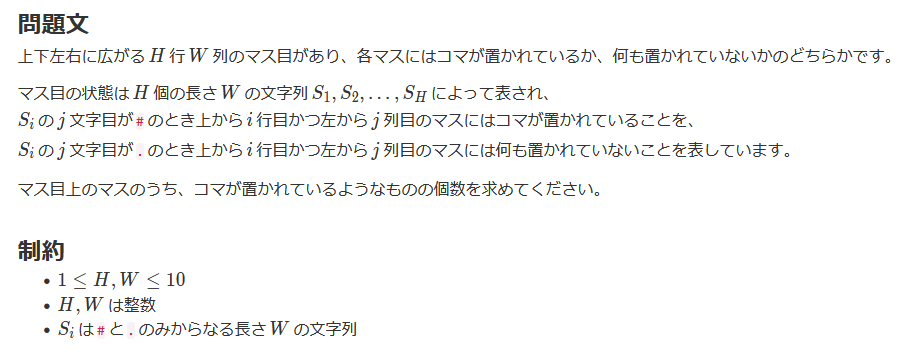 問題文
上下左右に広がる H 行 W 列のマス目があり、各マスにはコマが置かれているか、何も置かれていないかのどちらかです。
マス目の状態は H 個の長さ W の文字列 S₁, S₂, …, S_H によって表され、
S_i の j 文字目が # のとき上から i 行目かつ左から j 列目のマスにはコマが置かれていることを、
S_i の j 文字目が . のとき上から i 行目かつ左から j 列目のマスには何も置かれていないことを表しています。
マス目上のマスのうち、コマが置かれているようなものの個数を求めてください。
制約
• 1 ≤ H, W ≤ 10
• H, W は整数
• S_i は # と . のみからなる長さ W の文字列